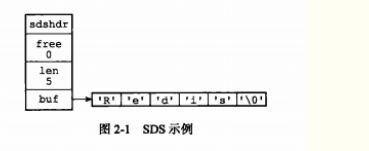 sdshdr
free
0
len
5
buf
'R' 'e' 'd' 'i' 's' '\0'
图 2-1 SDS 示例